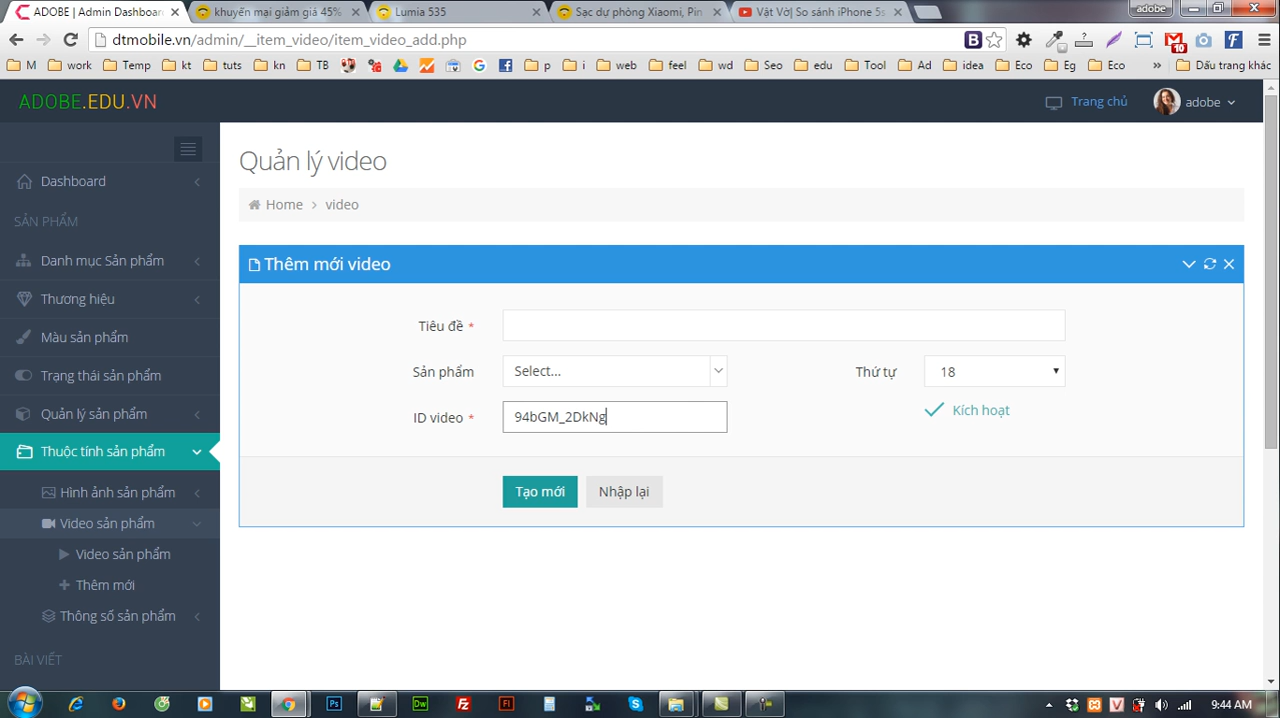 ADOBE | Admin Dashboar
khuyến mại giảm giá 45%
Lumia 535
Sạc dự phòng Xiaomi, Pin
Vật Vờ| So sánh iPhone 5s
adobe
dtmobile.vn/admin/__item_video/item_video_add.php
10
M work Temp kt tuts kn TB p i web feel wd Seo edu Tool Ad idea Eco Eg Eco » Dấu trang khác
ADOBE.EDU.VN
Trang chủ
adobe
Dashboard
SẢN PHẨM
Danh mục Sản phẩm
Thương hiệu
Màu sản phẩm
Trạng thái sản phẩm
Quản lý sản phẩm
Thuộc tính sản phẩm
Hình ảnh sản phẩm
Video sản phẩm
Video sản phẩm
Thêm mới
Thông số sản phẩm
BÀI VIẾT
Quản lý video
Home > video
Thêm mới video
Tiêu đề *
Sản phẩm Select... Thứ tự 18
ID video * 94bGM_2DkNg Kích hoạt
Tạo mới Nhập lại
9:44 AM